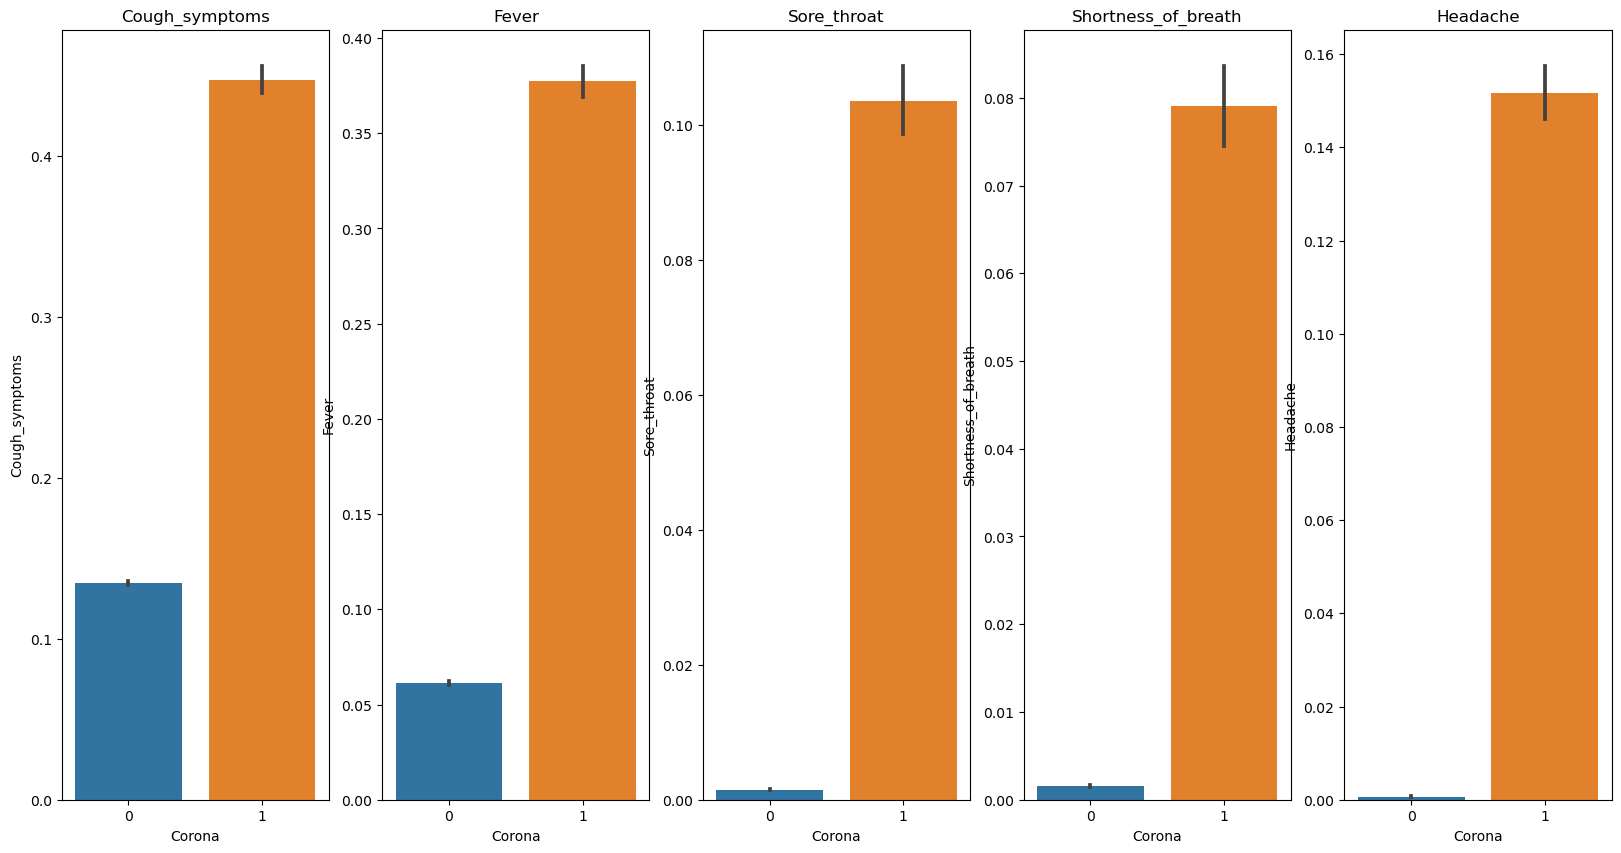 Cough_symptoms
Cough_symptoms
0.4
0.3
0.2
0.1
0.0
0 1
Corona
Fever
Fever
0.40
0.35
0.30
0.25
0.20
0.15
0.10
0.05
0.00
0 1
Corona
Sore_throat
Sore_throat
0.10
0.08
0.06
0.04
0.02
0.00
0 1
Corona
Shortness_of_breath
Shortness_of_breath
0.08
0.07
0.06
0.05
0.04
0.03
0.02
0.01
0.00
0 1
Corona
Headache
Headache
0.16
0.14
0.12
0.10
0.08
0.06
0.04
0.02
0.00
0 1
Corona